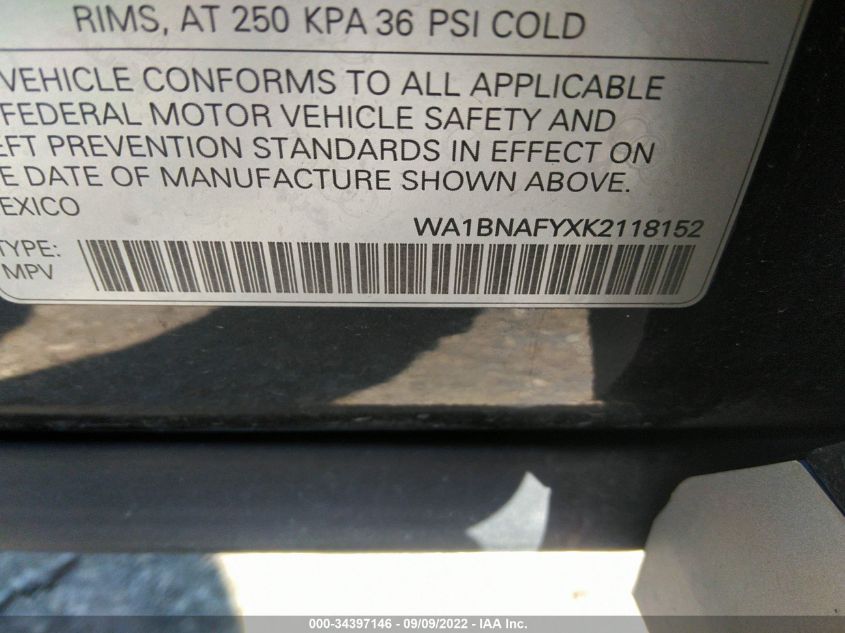 RIMS, AT 250 KPA 36 PSI COLD
VEHICLE CONFORMS TO ALL APPLICABLE
FEDERAL MOTOR VEHICLE SAFETY AND
EFT PREVENTION STANDARDS IN EFFECT ON
E DATE OF MANUFACTURE SHOWN ABOVE.
EXICO
WA1BNAFYXK2118152
TYPE:
MPV
000-34397146 - 09/09/2022 - IAA Inc.